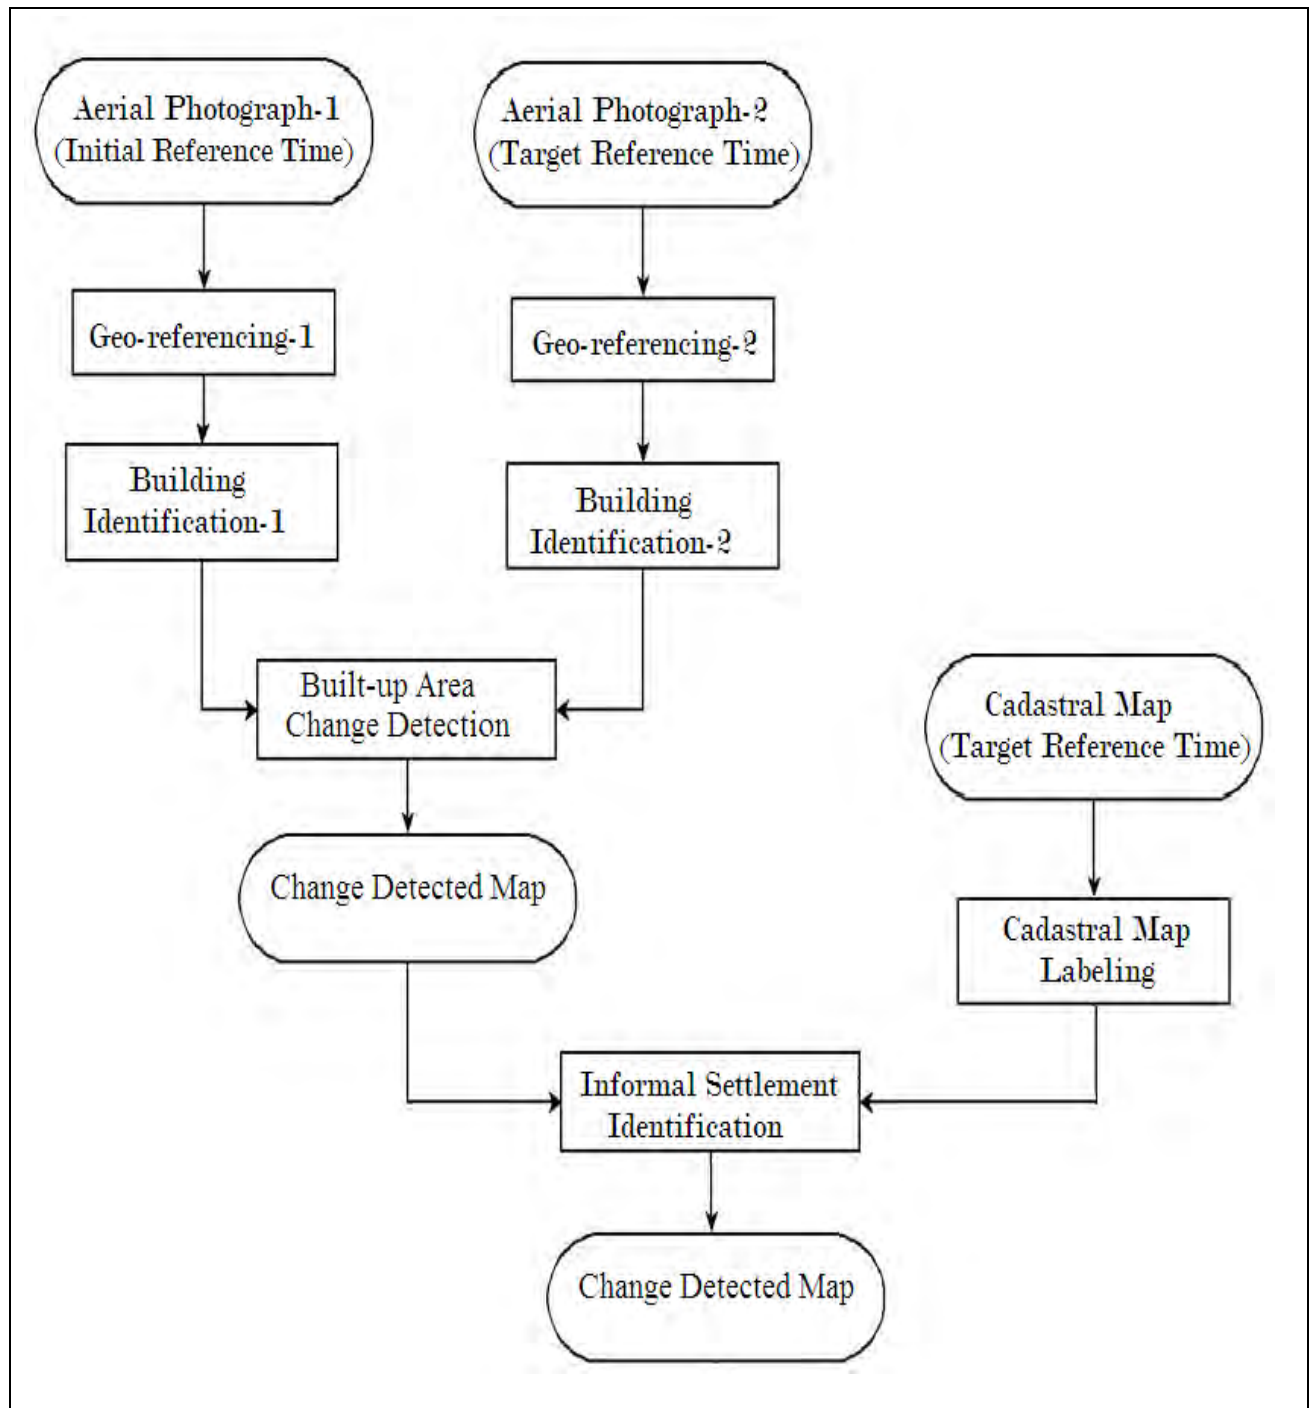 Aerial Photograph-1
(Initial Reference Time)
Aerial Photograph-2
(Target Reference Time)
Geo-referencing-1
Geo-referencing-2
Building
Identification-1
Building
Identification-2
Built-up Area
Change Detection
Cadastral Map
(Target Reference Time)
Change Detected Map
Cadastral Map
Labeling
Informal Settlement
Identification
Change Detected Map